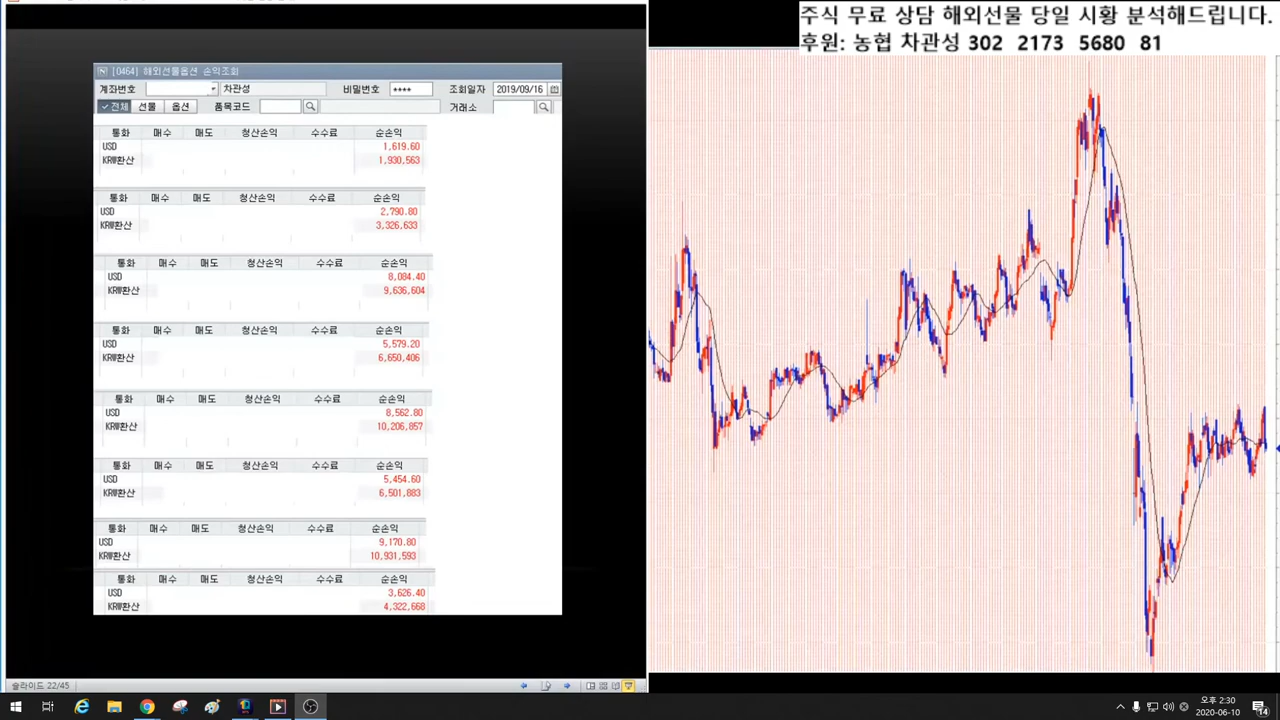 주식 무료 상담 해외선물 당일 시황 분석해드립니다.
후원: 농협 차관성 302 2173 5680 81
[0464] 해외선물옵션 손익조회
계좌번호 차관성 비밀번호 **** 조회일자 2019/09/16
전체 선물 옵션 품목코드 거래소
통화 매수 매도 청산손익 수수료 순손익
USD 1,619.60
KRW환산 1,930,563
통화 매수 매도 청산손익 수수료 순손익
USD 2,790.80
KRW환산 3,326,633
통화 매수 매도 청산손익 수수료 순손익
USD 8,084.40
KRW환산 9,636,604
통화 매수 매도 청산손익 수수료 순손익
USD 5,579.20
KRW환산 6,650,406
통화 매수 매도 청산손익 수수료 순손익
USD 8,562.80
KRW환산 10,206,857
통화 매수 매도 청산손익 수수료 순손익
USD 5,454.60
KRW환산 6,501,883
통화 매수 매도 청산손익 수수료 순손익
USD 9,170.80
KRW환산 10,931,593
통화 매수 매도 청산손익 수수료 순손익
USD 3,626.40
KRW환산 4,322,668
슬라이드 22/45
오후 2:30
2020-06-10
14